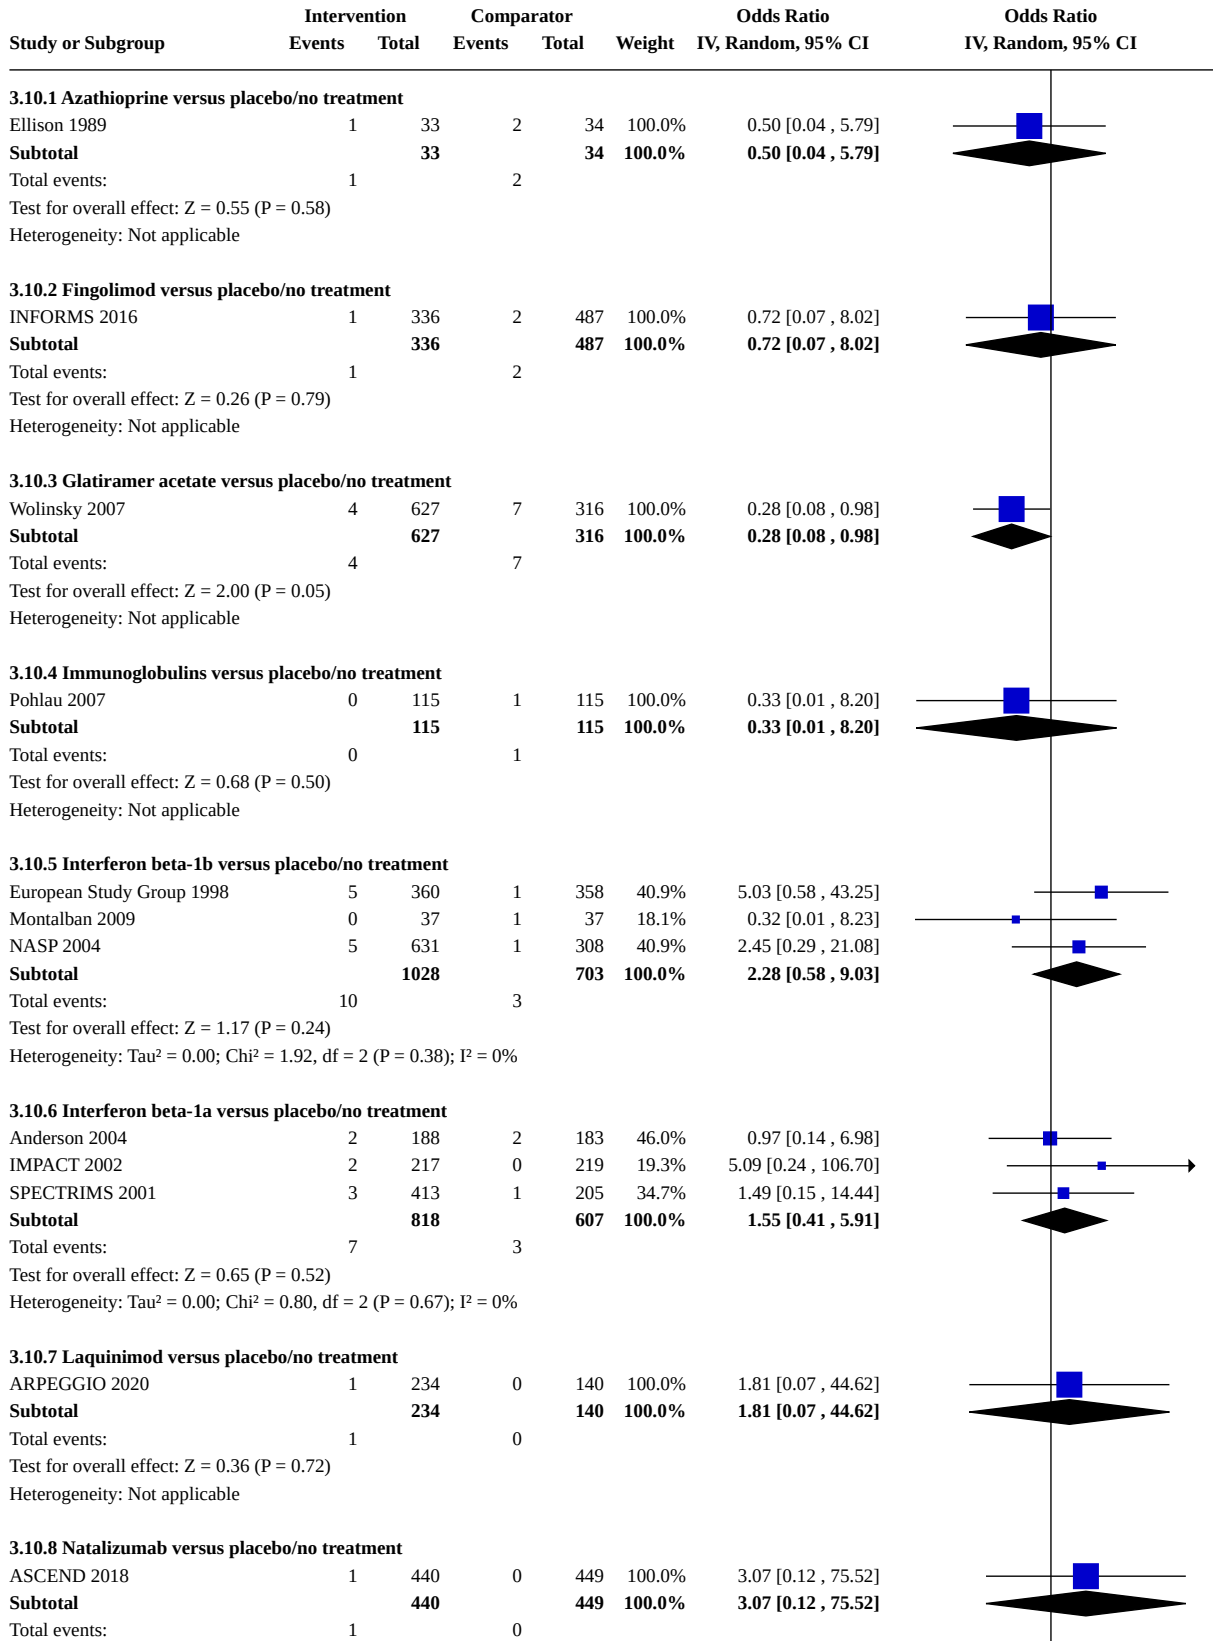 Intervention Comparator Odds Ratio Odds Ratio
Study or Subgroup Events Total Events Total Weight IV, Random, 95% CI IV, Random, 95% CI
3.10.1 Azathioprine versus placebo/no treatment
Ellison 1989 1 33 2 34 100.0% 0.50 [0.04 , 5.79]
Subtotal 33 34 100.0% 0.50 [0.04 , 5.79]
Total events: 1 2
Test for overall effect: Z = 0.55 (P = 0.58)
Heterogeneity: Not applicable
3.10.2 Fingolimod versus placebo/no treatment
INFORMS 2016 1 336 2 487 100.0% 0.72 [0.07 , 8.02]
Subtotal 336 487 100.0% 0.72 [0.07 , 8.02]
Total events: 1 2
Test for overall effect: Z = 0.26 (P = 0.79)
Heterogeneity: Not applicable
3.10.3 Glatiramer acetate versus placebo/no treatment
Wolinsky 2007 4 627 7 316 100.0% 0.28 [0.08 , 0.98]
Subtotal 627 316 100.0% 0.28 [0.08 , 0.98]
Total events: 4 7
Test for overall effect: Z = 2.00 (P = 0.05)
Heterogeneity: Not applicable
3.10.4 Immunoglobulins versus placebo/no treatment
Pohlau 2007 0 115 1 115 100.0% 0.33 [0.01 , 8.20]
Subtotal 115 115 100.0% 0.33 [0.01 , 8.20]
Total events: 0 1
Test for overall effect: Z = 0.68 (P = 0.50)
Heterogeneity: Not applicable
3.10.5 Interferon beta-1b versus placebo/no treatment
European Study Group 1998 5 360 1 358 40.9% 5.03 [0.58 , 43.25]
Montalban 2009 0 37 1 37 18.1% 0.32 [0.01 , 8.23]
NASP 2004 5 631 1 308 40.9% 2.45 [0.29 , 21.08]
Subtotal 1028 703 100.0% 2.28 [0.58 , 9.03]
Total events: 10 3
Test for overall effect: Z = 1.17 (P = 0.24)
Heterogeneity: Tau² = 0.00; Chi² = 1.92, df = 2 (P = 0.38); I² = 0%
3.10.6 Interferon beta-1a versus placebo/no treatment
Anderson 2004 2 188 2 183 46.0% 0.97 [0.14 , 6.98]
IMPACT 2002 2 217 0 219 19.3% 5.09 [0.24 , 106.70]
SPECTRIMS 2001 3 413 1 205 34.7% 1.49 [0.15 , 14.44]
Subtotal 818 607 100.0% 1.55 [0.41 , 5.91]
Total events: 7 3
Test for overall effect: Z = 0.65 (P = 0.52)
Heterogeneity: Tau² = 0.00; Chi² = 0.80, df = 2 (P = 0.67); I² = 0%
3.10.7 Laquinimod versus placebo/no treatment
ARPEGGIO 2020 1 234 0 140 100.0% 1.81 [0.07 , 44.62]
Subtotal 234 140 100.0% 1.81 [0.07 , 44.62]
Total events: 1 0
Test for overall effect: Z = 0.36 (P = 0.72)
Heterogeneity: Not applicable
3.10.8 Natalizumab versus placebo/no treatment
ASCEND 2018 1 440 0 449 100.0% 3.07 [0.12 , 75.52]
Subtotal 440 449 100.0% 3.07 [0.12 , 75.52]
Total events: 1 0